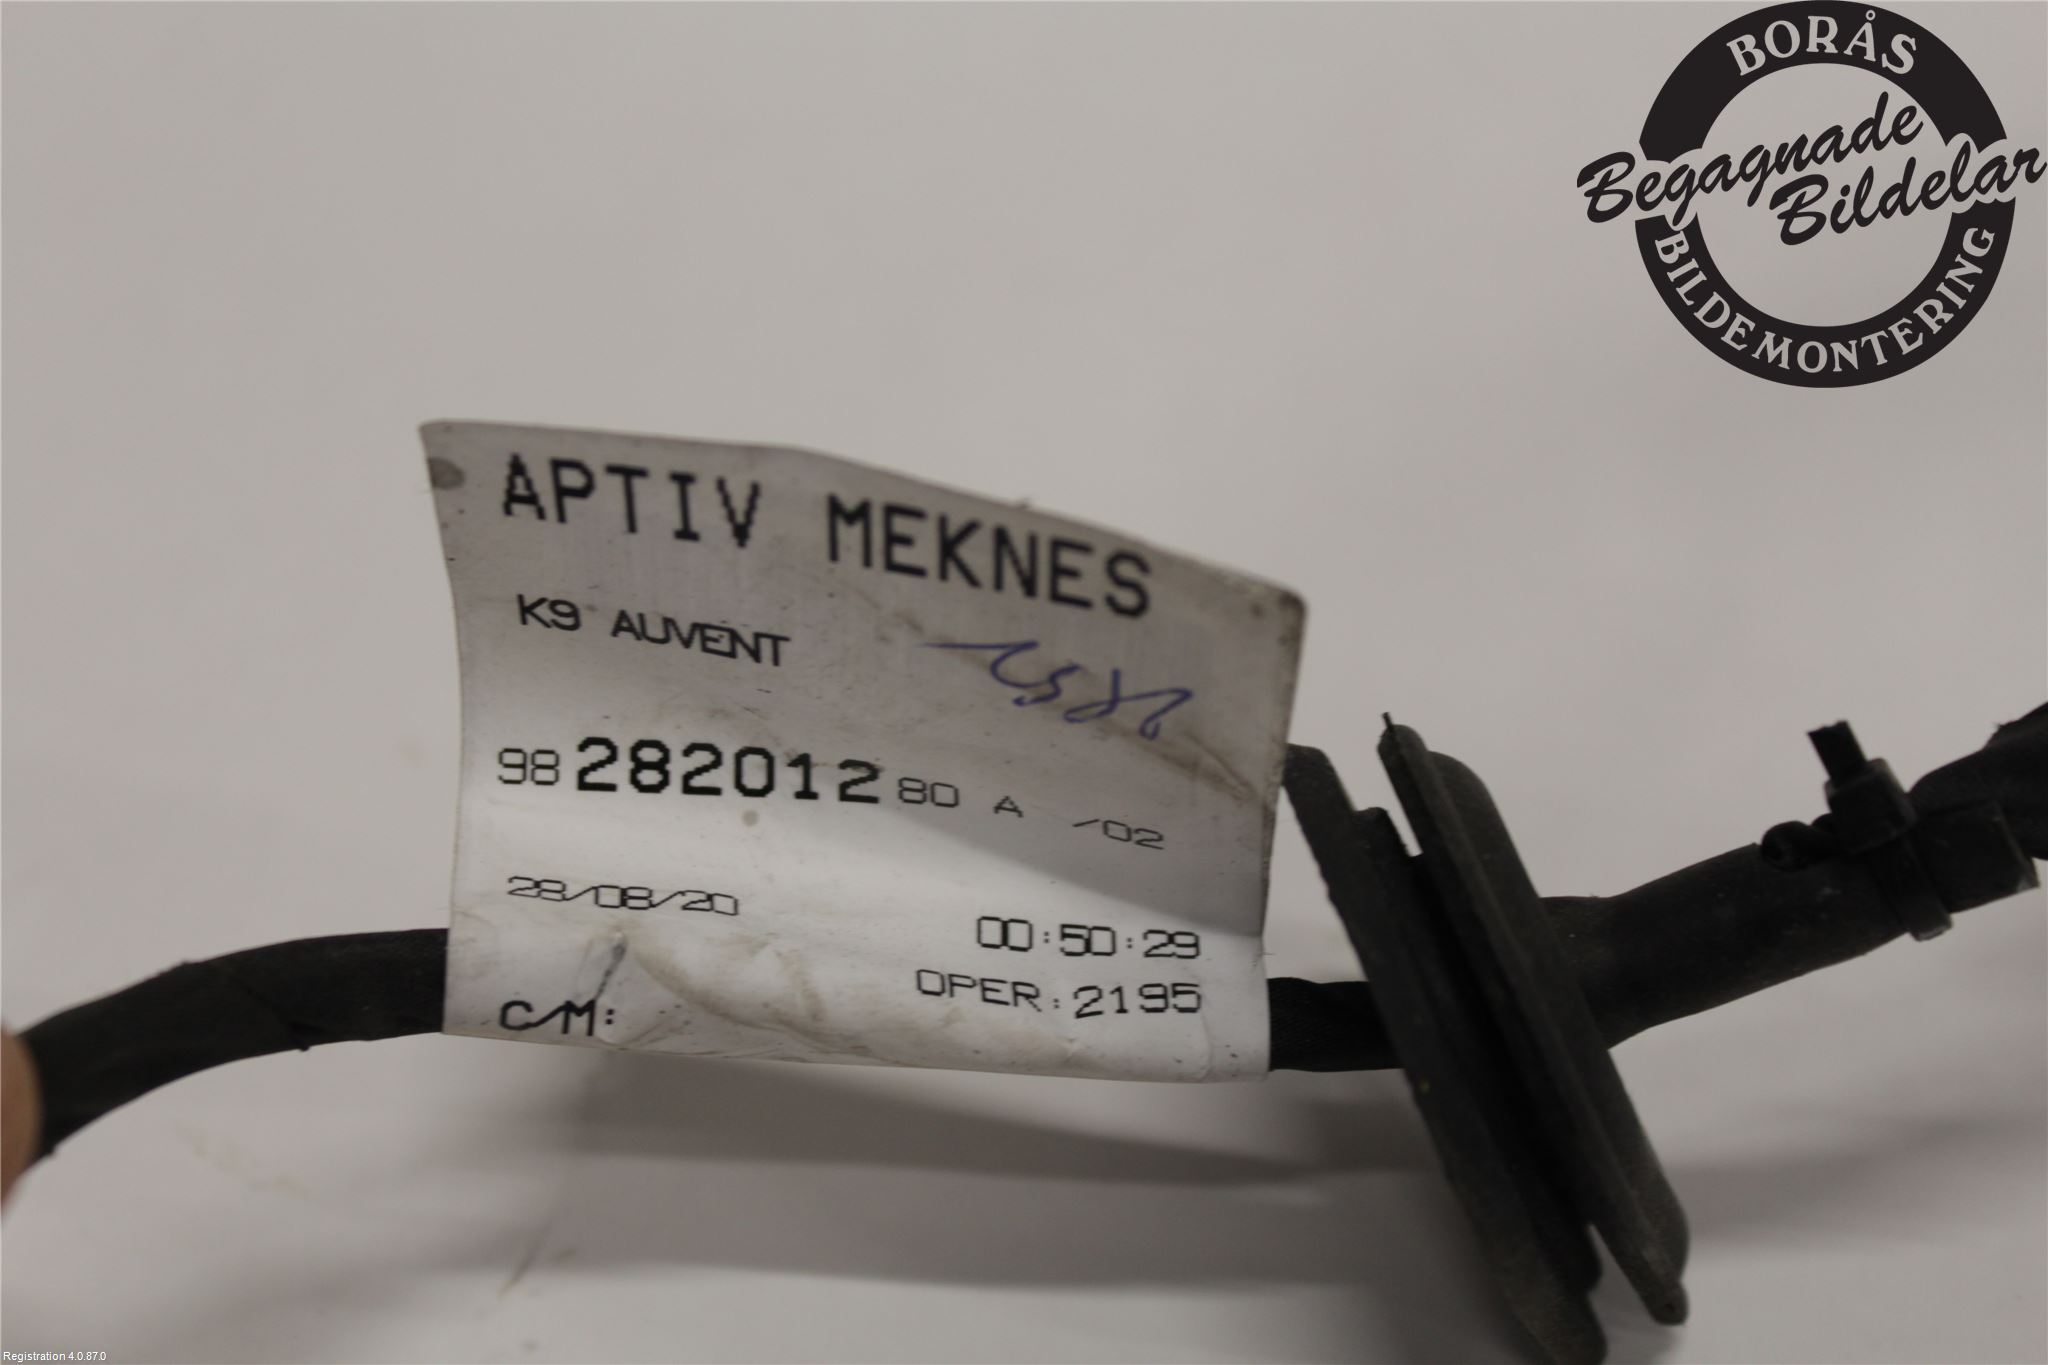 BORÅS
Begagnade
Bildelar
BILDEMONTERING
APTIV MEKNES
K9 AUVENT
98 282012 80 A /02
28/08/20
00:50:29
OPER:2195
C/M:
Registration 4.0.87.0